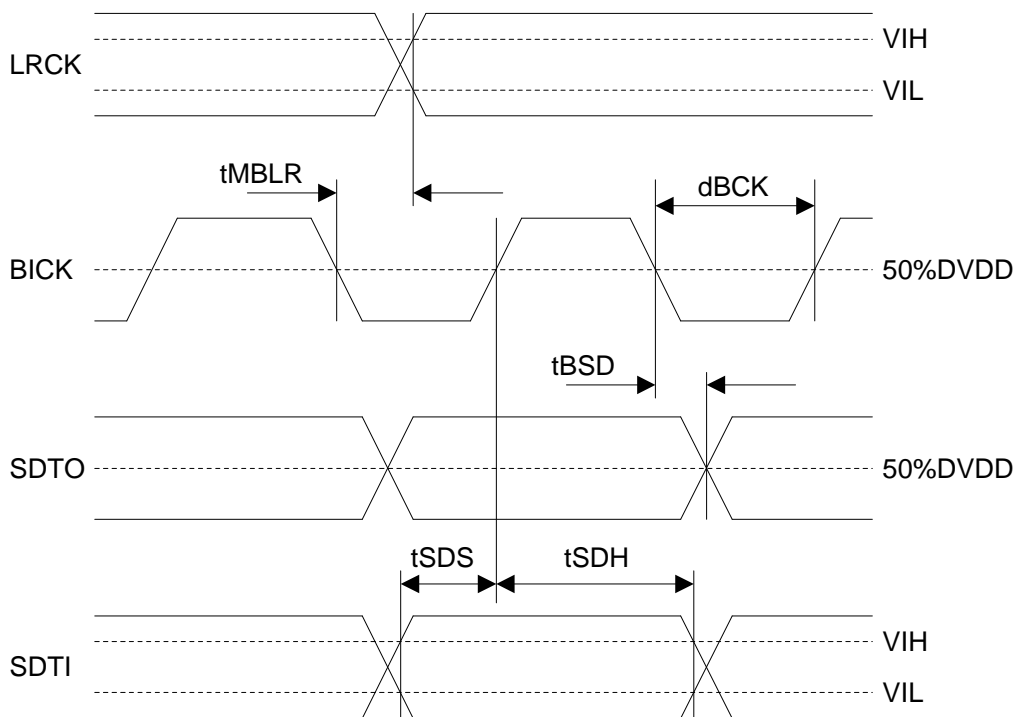 VIH
LRCK
VIL
tMBLR
dBCK
BICK
50%DVDD
tBSD
SDTO
50%DVDD
tSDS
tSDH
VIH
SDTI
VIL